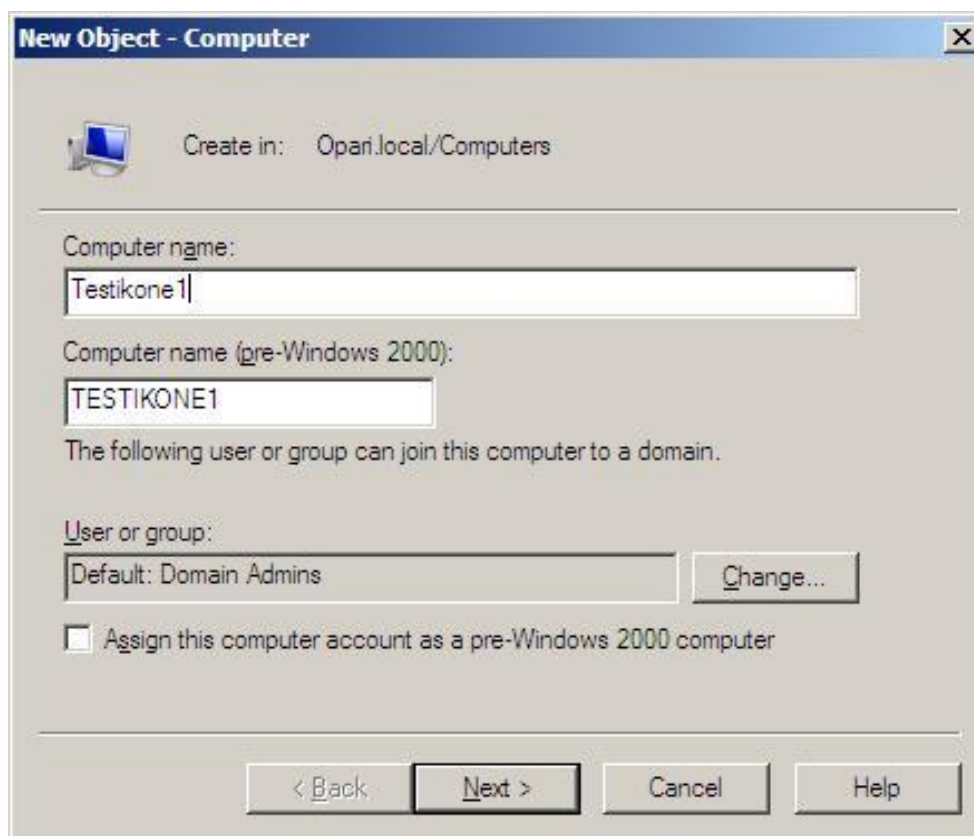 New Object - Computer
Create in: Opari.local/Computers
Computer name:
Testikone1
Computer name (pre-Windows 2000):
TESTIKONE1
The following user or group can join this computer to a domain.
User or group:
Default: Domain Admins
Change...
Assign this computer account as a pre-Windows 2000 computer
< Back Next > Cancel Help